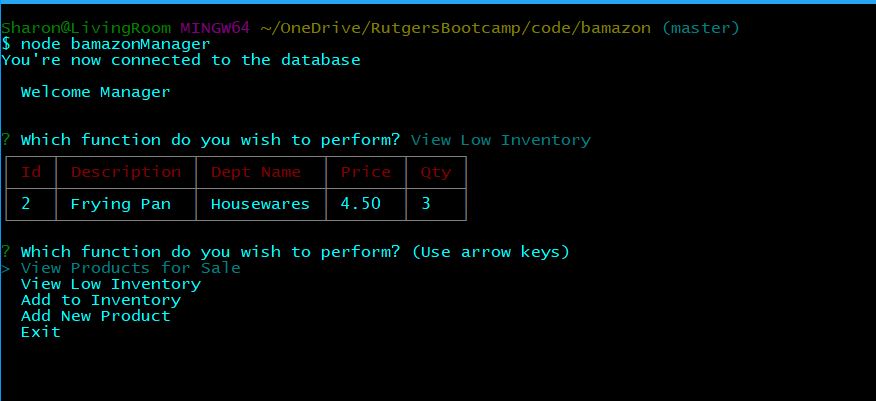 Sharon@LivingRoom MINGW64 ~/OneDrive/RutgersBootcamp/code/bamazon (master)
$ node bamazonManager
You're now connected to the database
Welcome Manager
? Which function do you wish to perform? View Low Inventory
Id Description Dept Name Price Qty
2 Frying Pan Housewares 4.50 3
? Which function do you wish to perform? (Use arrow keys)
> View Products for Sale
View Low Inventory
Add to Inventory
Add New Product
Exit